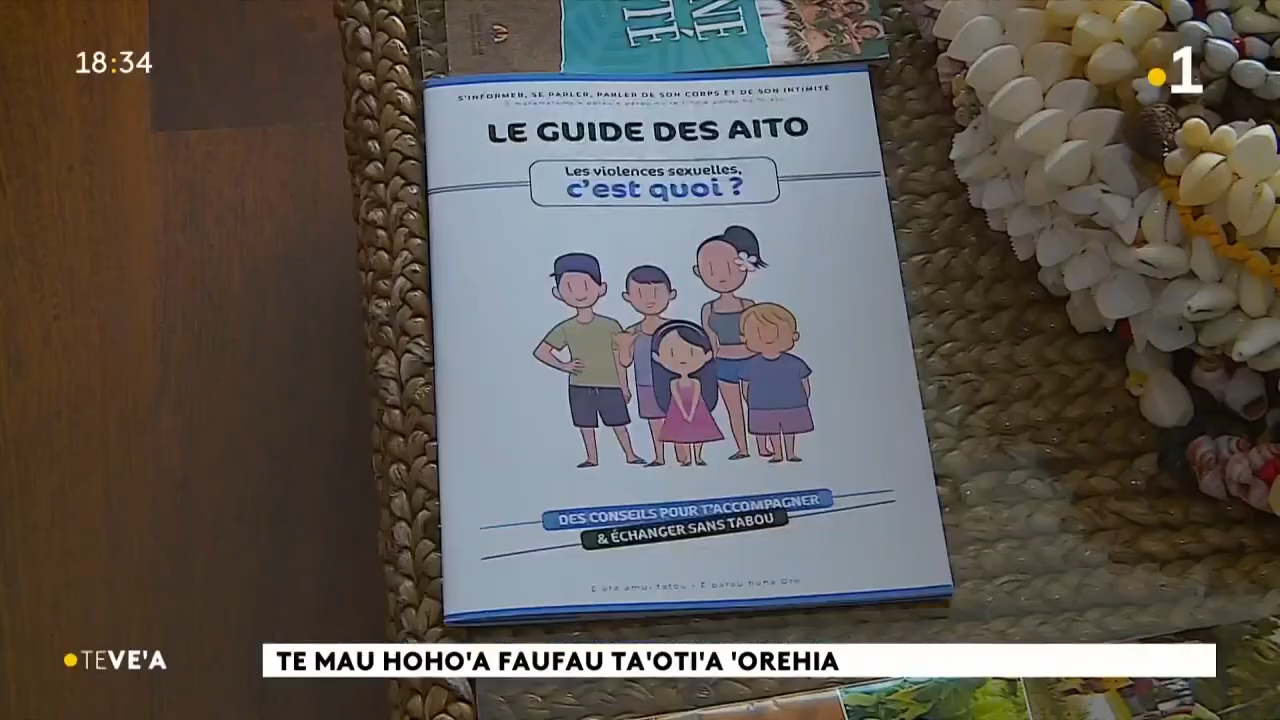 18:34
1
NE
TÉ
S'INFORMER, SE PARLER, PARLER DE SON CORPS ET DE SON INTIMITÉ
LE GUIDE DES AITO
Les violences sexuelles,
c'est quoi ?
DES CONSEILS POUR T'ACCOMPAGNER
& ÉCHANGER SANS TABOU
TEVE'A
TE MAU HOHO'A FAUFAU TA'OTI'A 'OREHIA